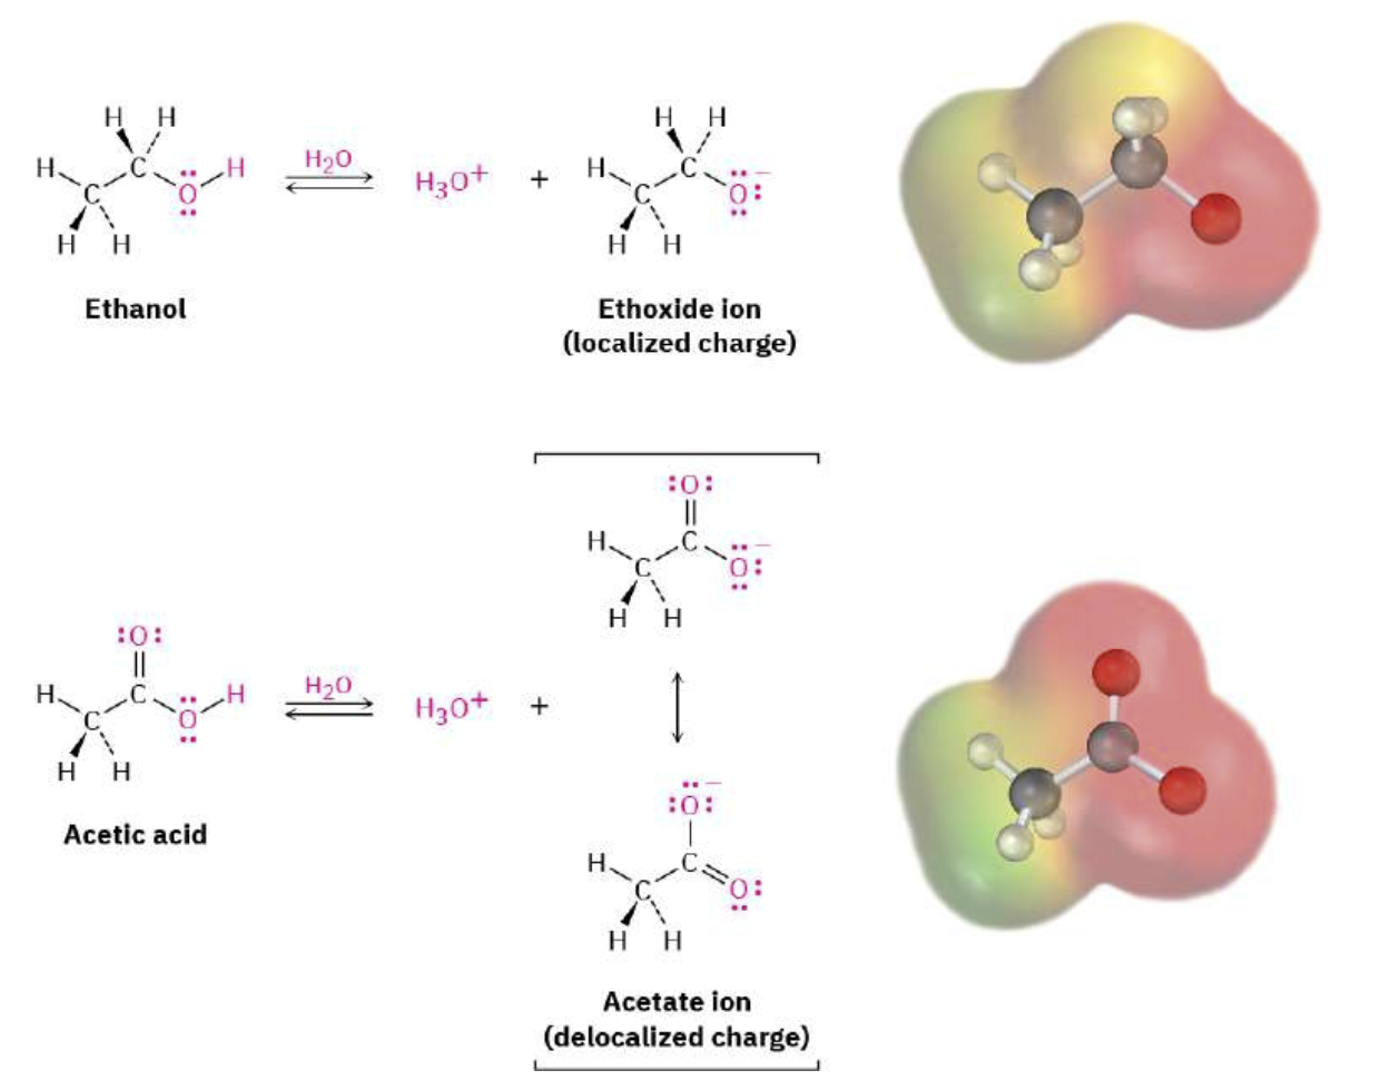 H H
H C H₂O H
C O ⇌ H₃O⁺ + H C O⁻
H H
Ethanol
H H
H C
C
H H
Ethoxide ion
(localized charge)
:O:
H C O:⁻
C
H H
:O:
H C H
C O
H H
H₂O
H₃O⁺ +
Acetic acid
:O:⁻
H C
C O:
H H
Acetate ion
(delocalized charge)